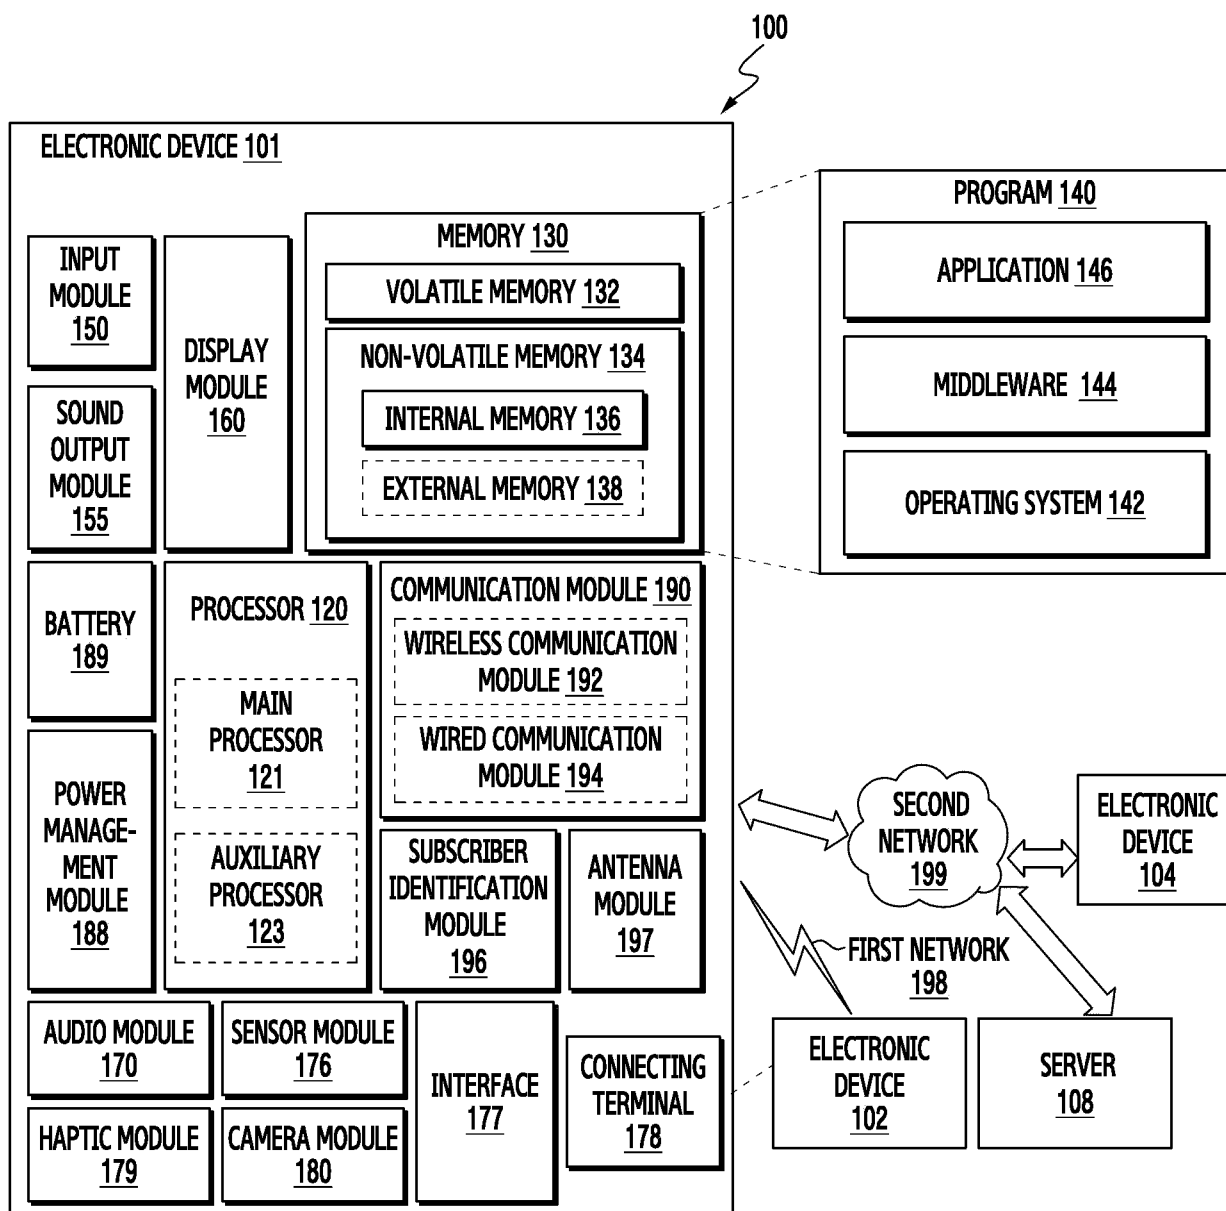 100
ELECTRONIC DEVICE 101
INPUT
MODULE
150
SOUND
OUTPUT
MODULE
155
DISPLAY
MODULE
160
MEMORY 130
VOLATILE MEMORY 132
NON-VOLATILE MEMORY 134
INTERNAL MEMORY 136
EXTERNAL MEMORY 138
PROGRAM 140
APPLICATION 146
MIDDLEWARE 144
OPERATING SYSTEM 142
BATTERY
189
POWER
MANAGE-
MENT
MODULE
188
PROCESSOR 120
MAIN
PROCESSOR
121
AUXILIARY
PROCESSOR
123
COMMUNICATION MODULE 190
WIRELESS COMMUNICATION
MODULE 192
WIRED COMMUNICATION
MODULE 194
SUBSCRIBER
IDENTIFICATION
MODULE
196
ANTENNA
MODULE
197
SECOND
NETWORK
199
ELECTRONIC
DEVICE
104
FIRST NETWORK
198
AUDIO MODULE
170
SENSOR MODULE
176
HAPTIC MODULE
179
CAMERA MODULE
180
INTERFACE
177
CONNECTING
TERMINAL
178
ELECTRONIC
DEVICE
102
SERVER
108